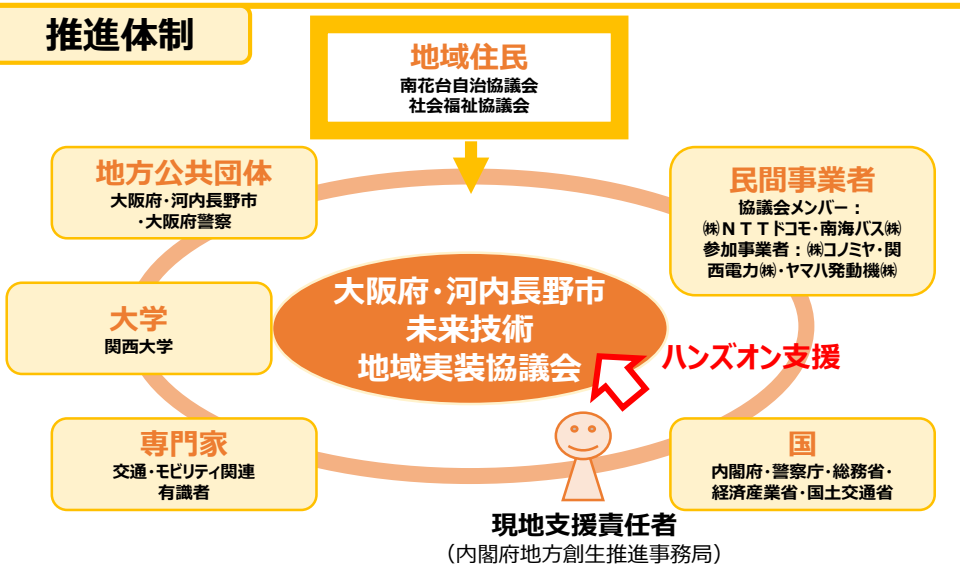 推進体制
地域住民
南花台自治協議会
社会福祉協議会
地方公共団体
大阪府・河内長野市
・大阪府警察
民間事業者
協議会メンバー：
㈱ＮＴＴドコモ・南海バス㈱
参加事業者：㈱コノミヤ・関
西電力㈱・ヤマハ発動機㈱
大学
関西大学
大阪府・河内長野市
未来技術
地域実装協議会
ハンズオン支援
専門家
交通・モビリティ関連
有識者
国
内閣府・警察庁・総務省・
経済産業省・国土交通省
現地支援責任者
（内閣府地方創生推進事務局）